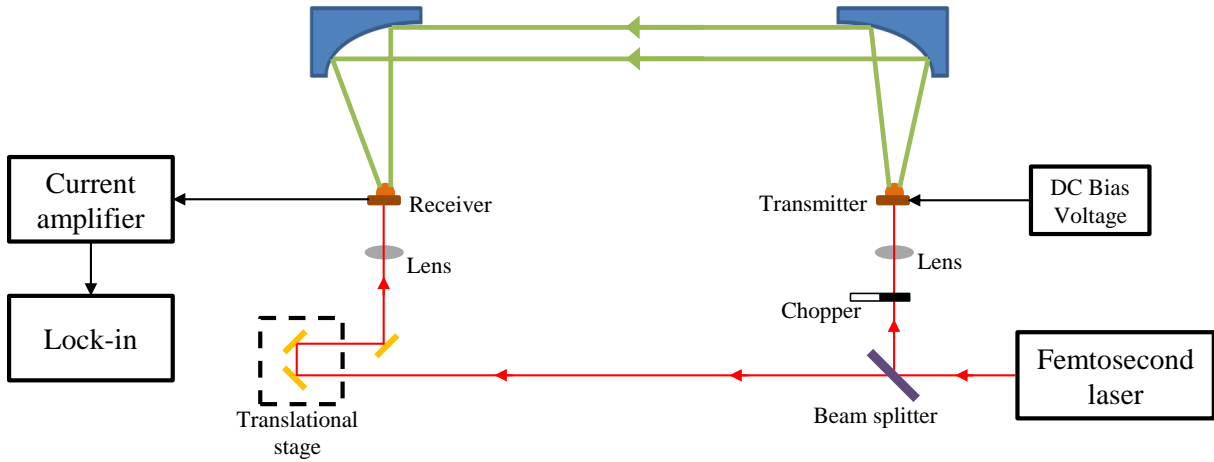 Current
amplifier
Receiver
Transmitter
DC Bias
Voltage
Lens
Lens
Chopper
Lock-in
Femtosecond
laser
Translational
stage
Beam splitter